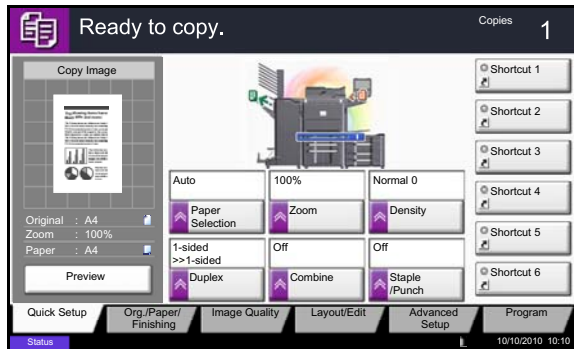 Ready to copy.
Copies 1
Copy Image
Original : A4
Zoom : 100%
Paper : A4
Preview
Auto
Paper
Selection
100%
Zoom
Normal 0
Density
1-sided
>>1-sided
Duplex
Off
Combine
Off
Staple
/Punch
Shortcut 1
Shortcut 2
Shortcut 3
Shortcut 4
Shortcut 5
Shortcut 6
Quick Setup
Org./Paper/
Finishing
Image Quality
Layout/Edit
Advanced
Setup
Program
Status
10/10/2010 10:10